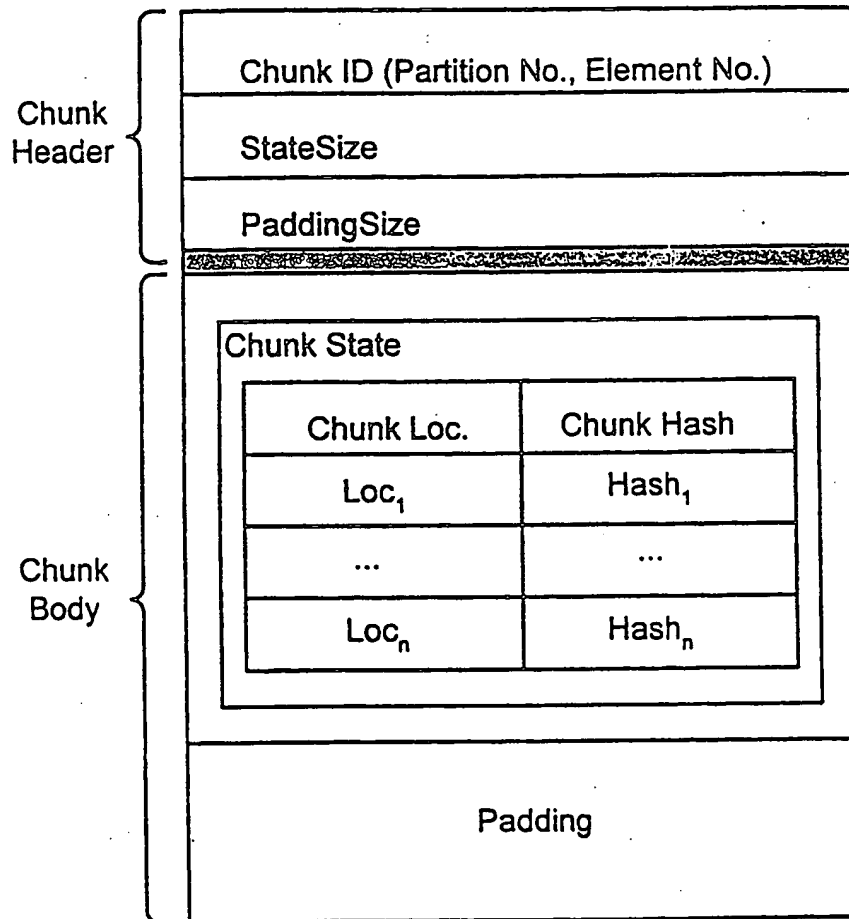 Chunk ID (Partition No., Element No.)
Chunk
Header
StateSize
PaddingSize
Chunk State
Chunk Loc. Chunk Hash
Loc₁ Hash₁
... ...
Locₙ Hashₙ
Chunk
Body
Padding